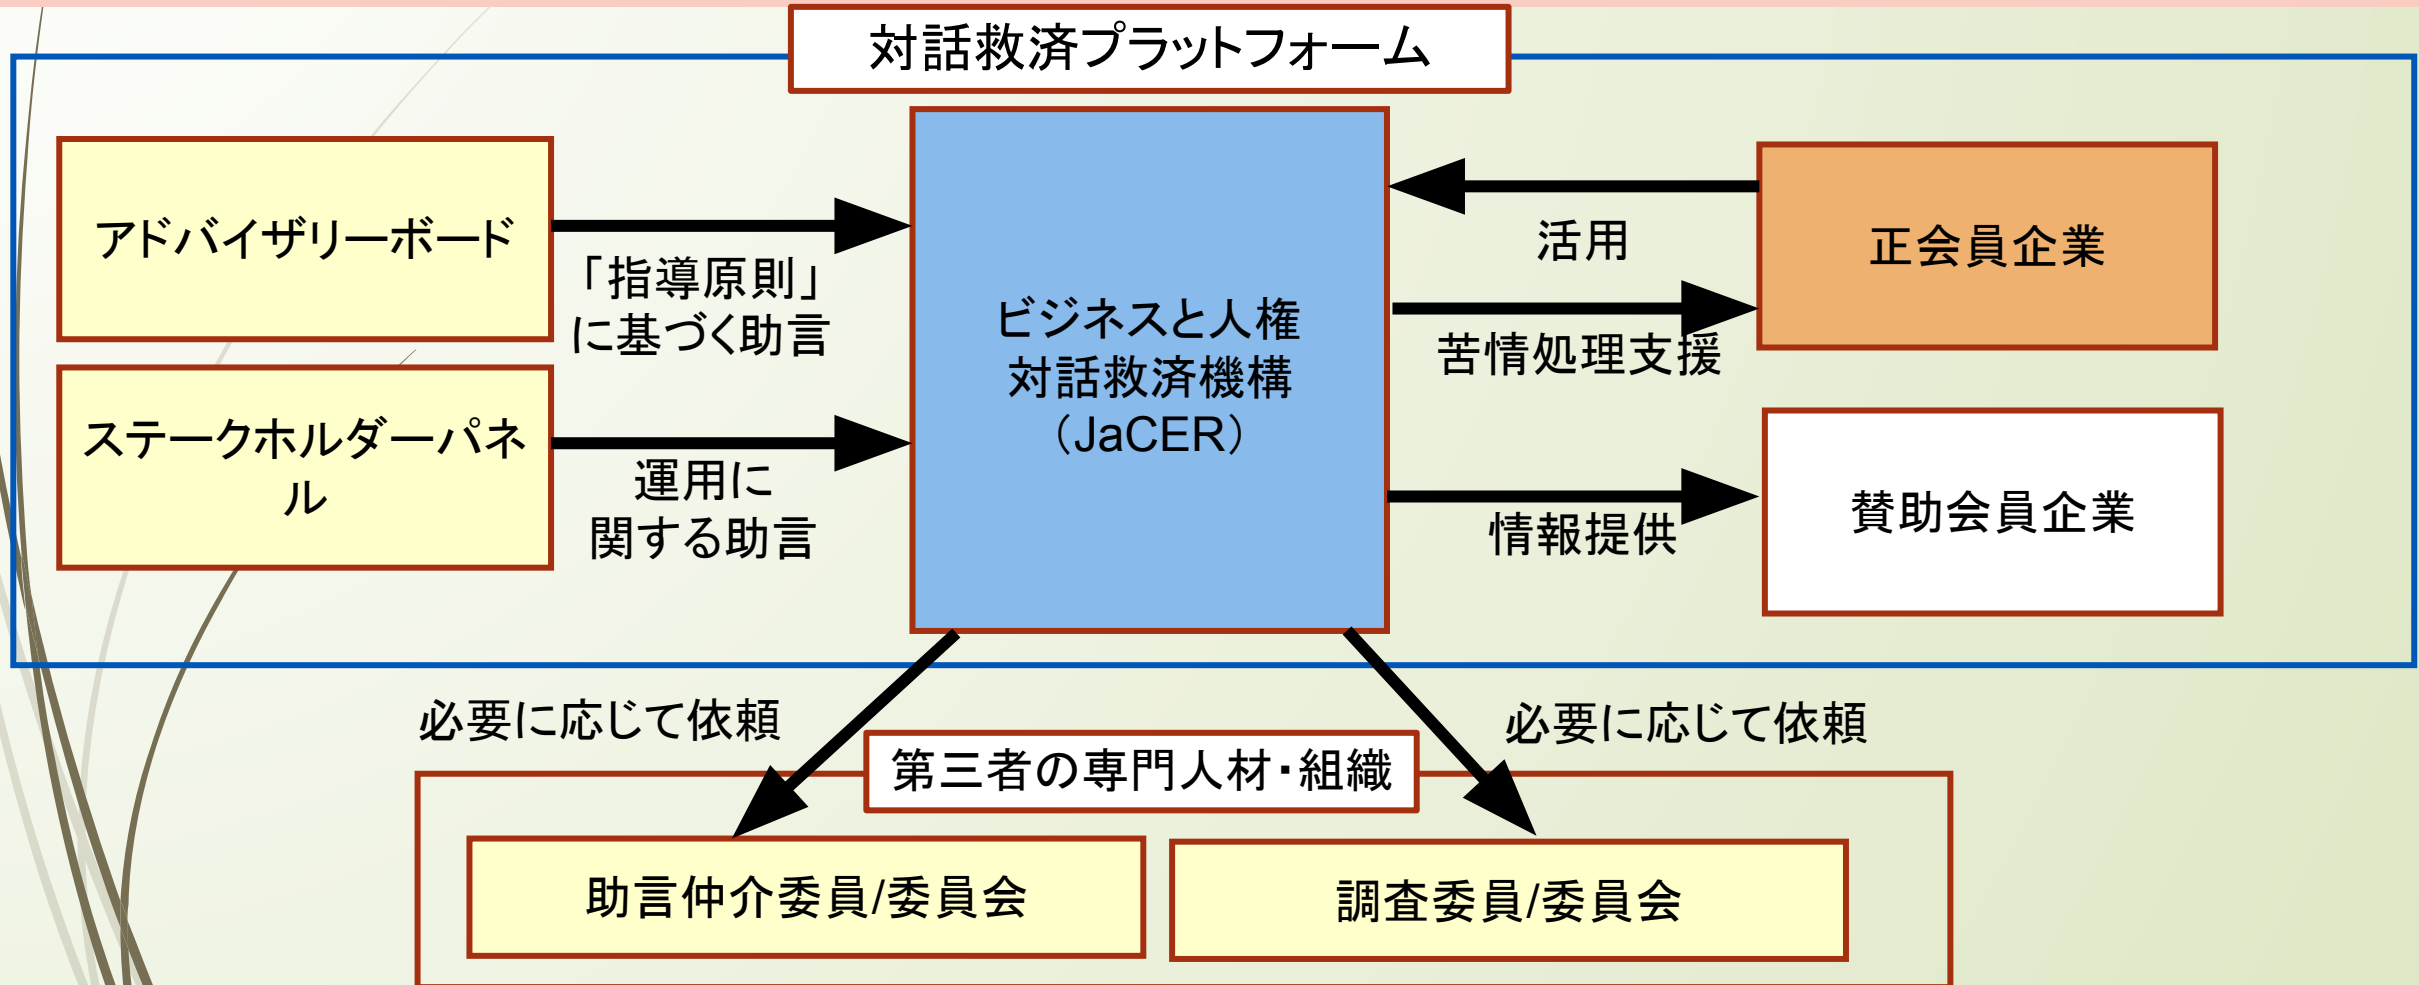 対話救済プラットフォーム
アドバイザリーボード
「指導原則」
に基づく助言
ステークホルダーパネ
ル
運用に
関する助言
ビジネスと人権
対話救済機構
（JaCER）
活用
苦情処理支援
正会員企業
情報提供
賛助会員企業
必要に応じて依頼
必要に応じて依頼
第三者の専門人材・組織
助言仲介委員/委員会
調査委員/委員会